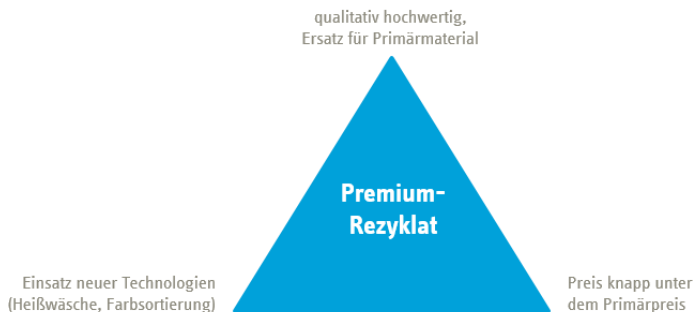 qualitativ hochwertig,
Ersatz für Primärmaterial
Premium-
Rezyklat
Einsatz neuer Technologien
(Heißwäsche, Farbsortierung)
Preis knapp unter
dem Primärpreis